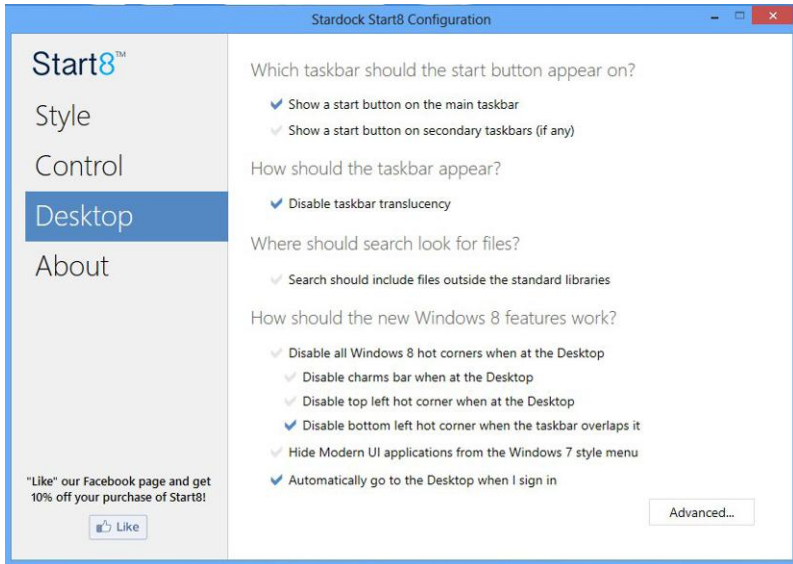 Stardock Start8 Configuration
Start8™
Style
Control
Desktop
About
"Like" our Facebook page and get
10% off your purchase of Start8!
Like
Which taskbar should the start button appear on?
Show a start button on the main taskbar
Show a start button on secondary taskbars (if any)
How should the taskbar appear?
Disable taskbar translucency
Where should search look for files?
Search should include files outside the standard libraries
How should the new Windows 8 features work?
Disable all Windows 8 hot corners when at the Desktop
Disable charms bar when at the Desktop
Disable top left hot corner when at the Desktop
Disable bottom left hot corner when the taskbar overlaps it
Hide Modern UI applications from the Windows 7 style menu
Automatically go to the Desktop when I sign in
Advanced...